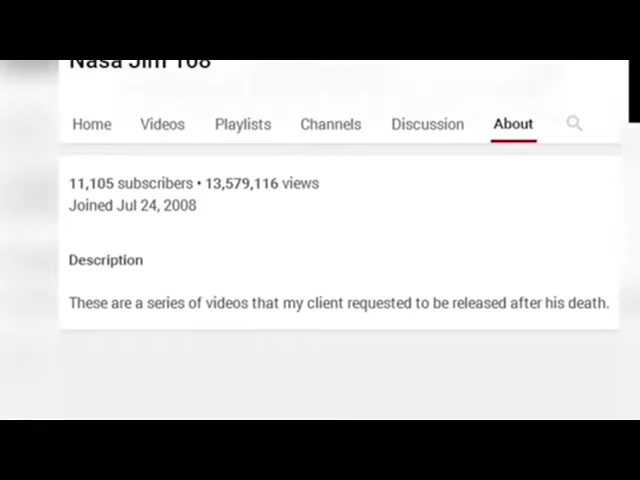 Nasa Jim 108
Home Videos Playlists Channels Discussion About
11,105 subscribers • 13,579,116 views
Joined Jul 24, 2008
Description
These are a series of videos that my client requested to be released after his death.